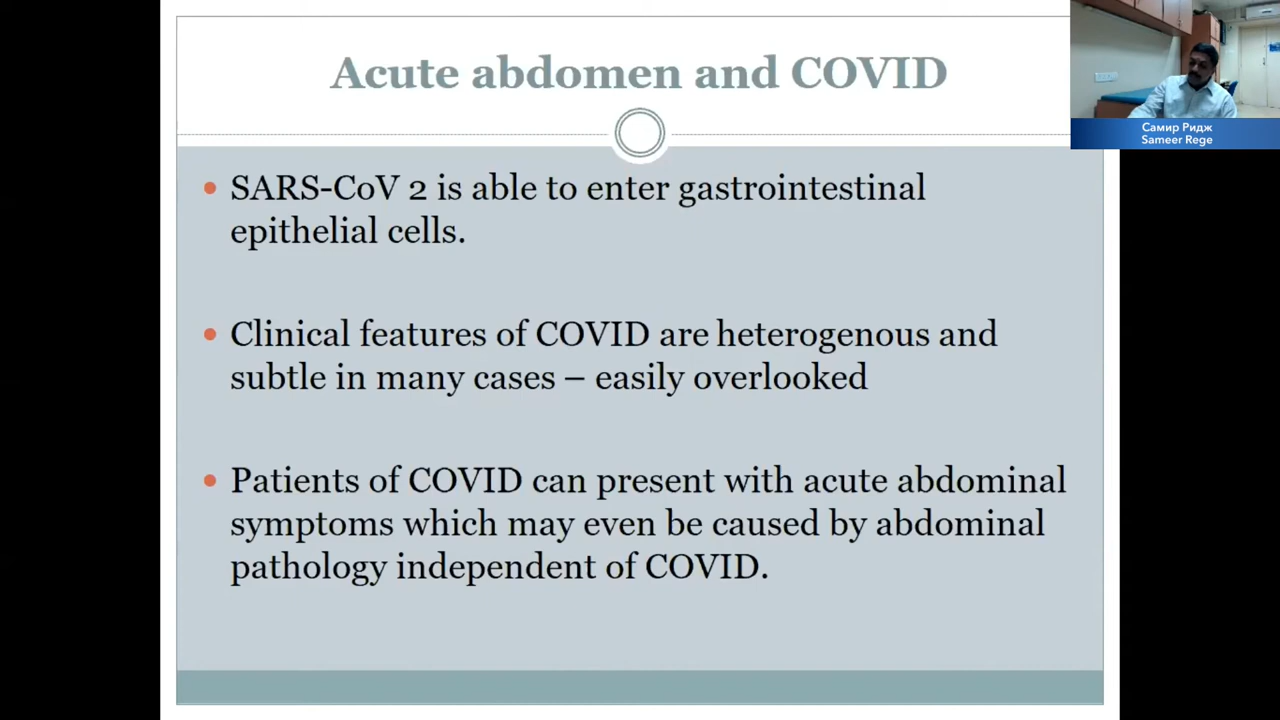 Acute abdomen and COVID
Самир Ридж
Sameer Rege
SARS-CoV 2 is able to enter gastrointestinal
epithelial cells.
Clinical features of COVID are heterogenous and
subtle in many cases – easily overlooked
Patients of COVID can present with acute abdominal
symptoms which may even be caused by abdominal
pathology independent of COVID.